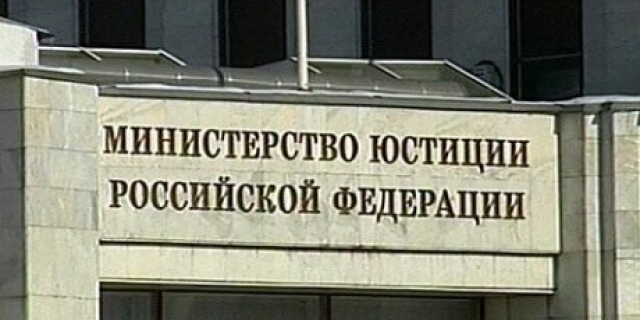 МИНИСТЕРСТВО ЮСТИЦИИ
РОССИЙСКОЙ ФЕДЕРАЦИИ